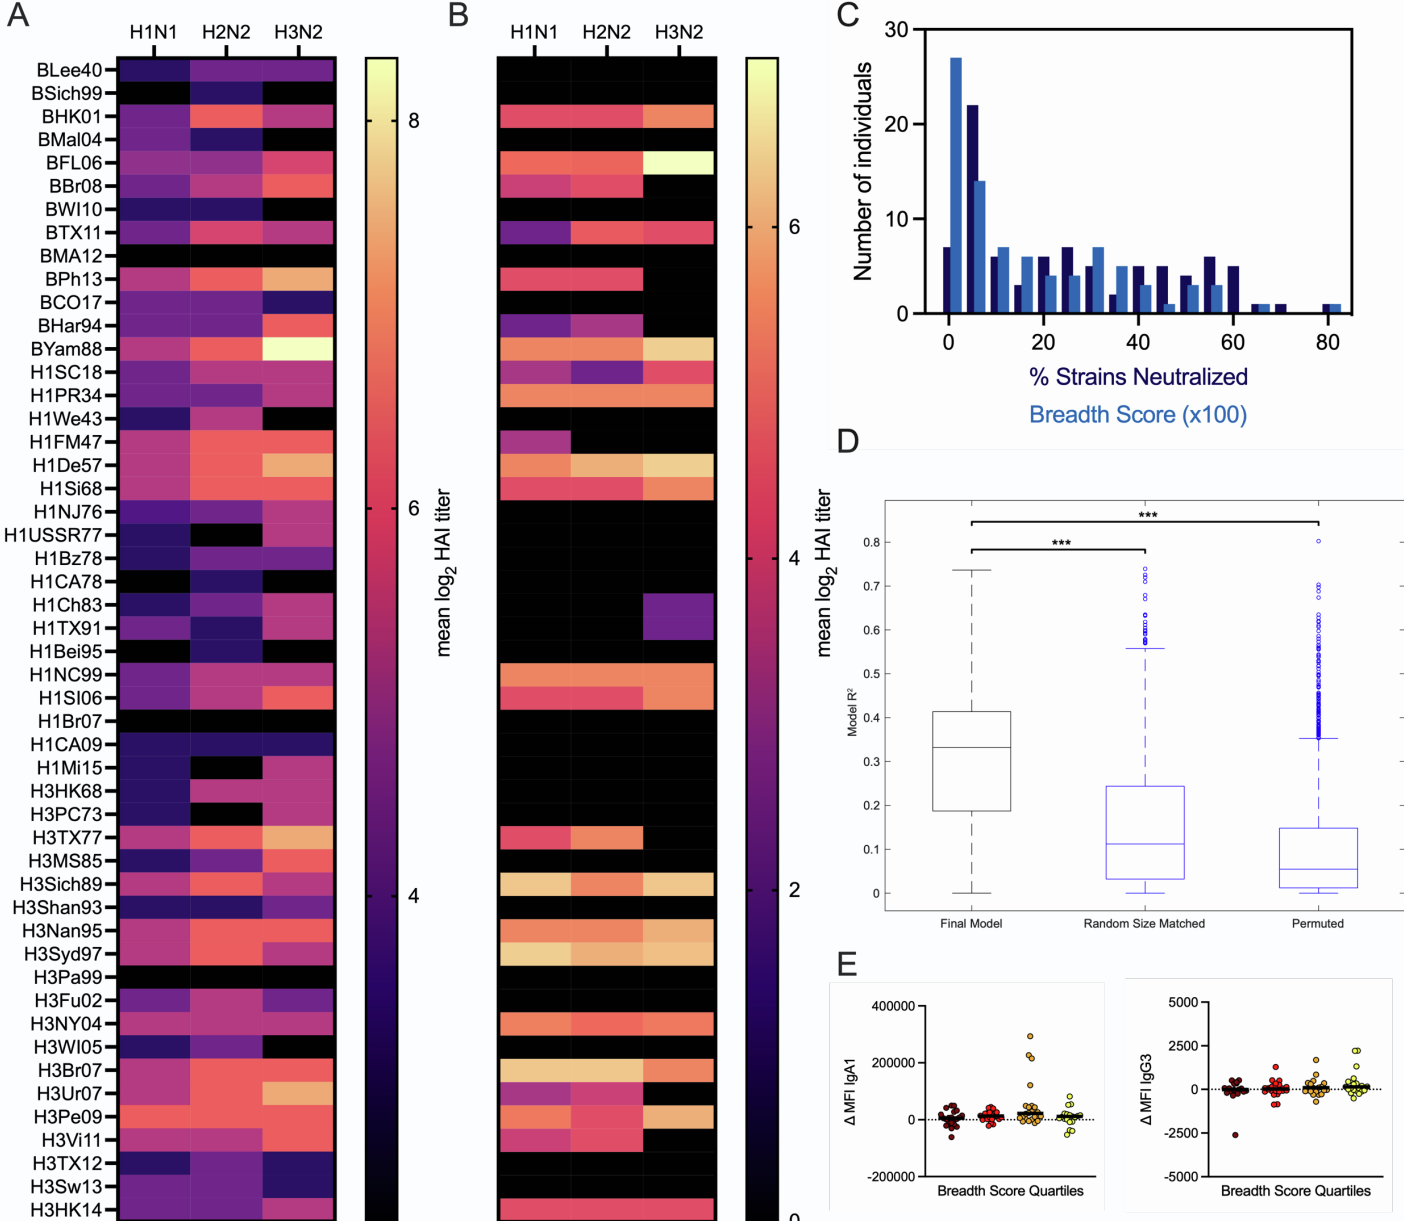 A
H1N1 H2N2 H3N2
BLee40
BSich99
BHK01
BMal04
BFL06
BBr08
BWI10
BTX11
BMA12
BPh13
BCO17
BHar94
BYam88
H1SC18
H1PR34
H1We43
H1FM47
H1De57
H1Si68
H1NJ76
H1USSR77
H1Bz78
H1CA78
H1Ch83
H1TX91
H1Bei95
H1NC99
H1SI06
H1Br07
H1CA09
H1Mi15
H3HK68
H3PC73
H3TX77
H3MS85
H3Sich89
H3Shan93
H3Nan95
H3Syd97
H3Pa99
H3Fu02
H3NY04
H3WI05
H3Br07
H3Ur07
H3Pe09
H3Vi11
H3TX12
H3Sw13
H3HK14
8
6
4
mean log2 HAI titer
B
H1N1 H2N2 H3N2
6
4
2
0
mean log2 HAI titer
C
Number of individuals
30
20
10
0
0 20 40 60 80
% Strains Neutralized
Breadth Score (x100)
D
Model R²
0.8
0.7
0.6
0.5
0.4
0.3
0.2
0.1
0
***
***
Final Model Random Size Matched Permuted
E
Δ MFI IgA1
400000
200000
0
-200000
Breadth Score Quartiles
Δ MFI IgG3
5000
2500
0
-2500
-5000
Breadth Score Quartiles